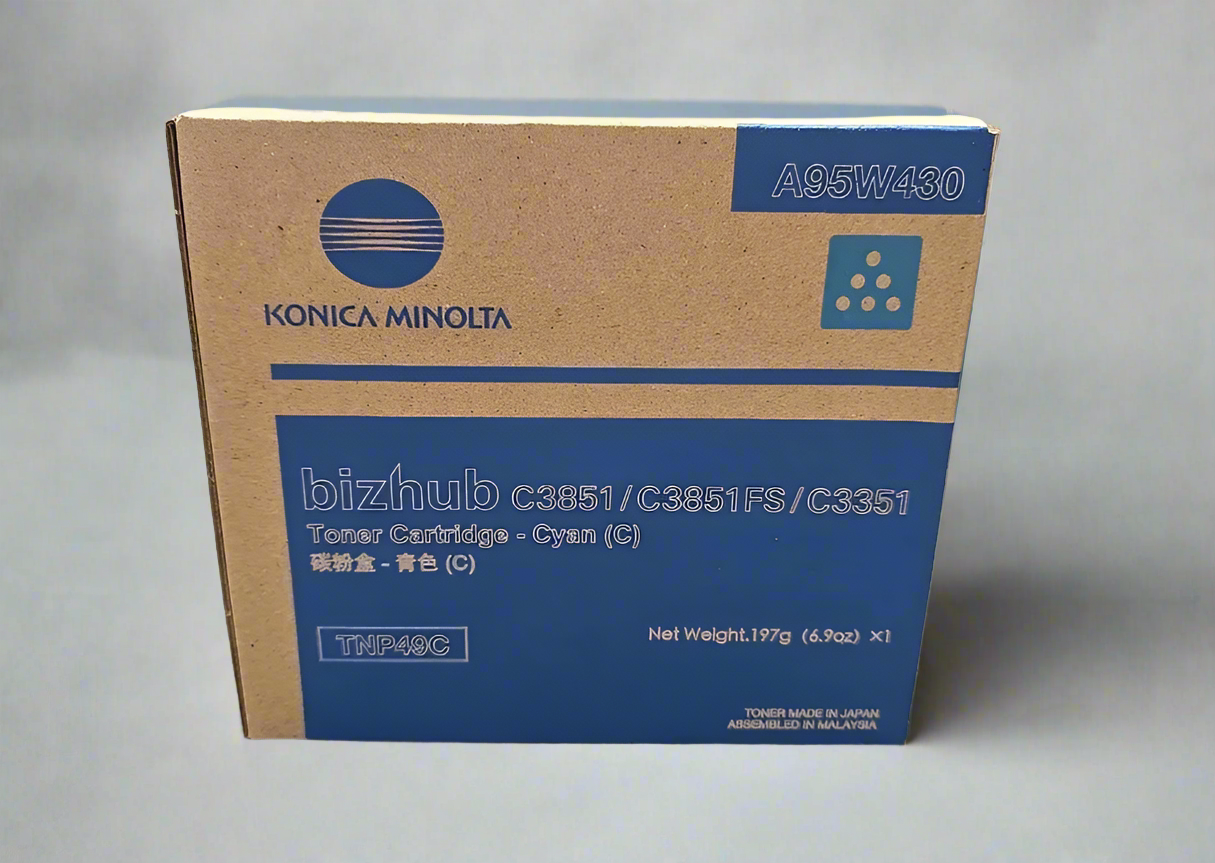 A95W430
KONICA MINOLTA
bizhub C3851/C3851FS/C3351
Toner Cartridge - Cyan (C)
碳粉盒 - 青色 (C)
TNP49C
Net Weight.197g (6.9oz) ×1
TONER MADE IN JAPAN
ASSEMBLED IN MALAYSIA